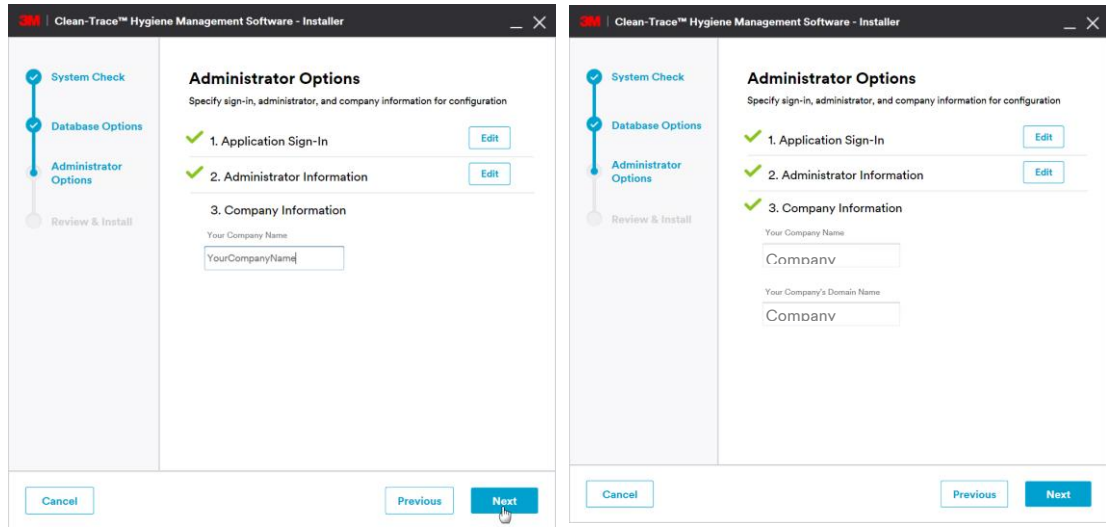 3M | Clean-Trace™ Hygiene Management Software - Installer
System Check
Database Options
Administrator
Options
Review & Install
Administrator Options
Specify sign-in, administrator, and company information for configuration
1. Application Sign-In
Edit
2. Administrator Information
Edit
3. Company Information
Your Company Name
YourCompanyName
Cancel
Previous
Next
3M | Clean-Trace™ Hygiene Management Software - Installer
System Check
Database Options
Administrator
Options
Review & Install
Administrator Options
Specify sign-in, administrator, and company information for configuration
1. Application Sign-In
Edit
2. Administrator Information
Edit
3. Company Information
Your Company Name
Company
Your Company's Domain Name
Company
Cancel
Previous
Next